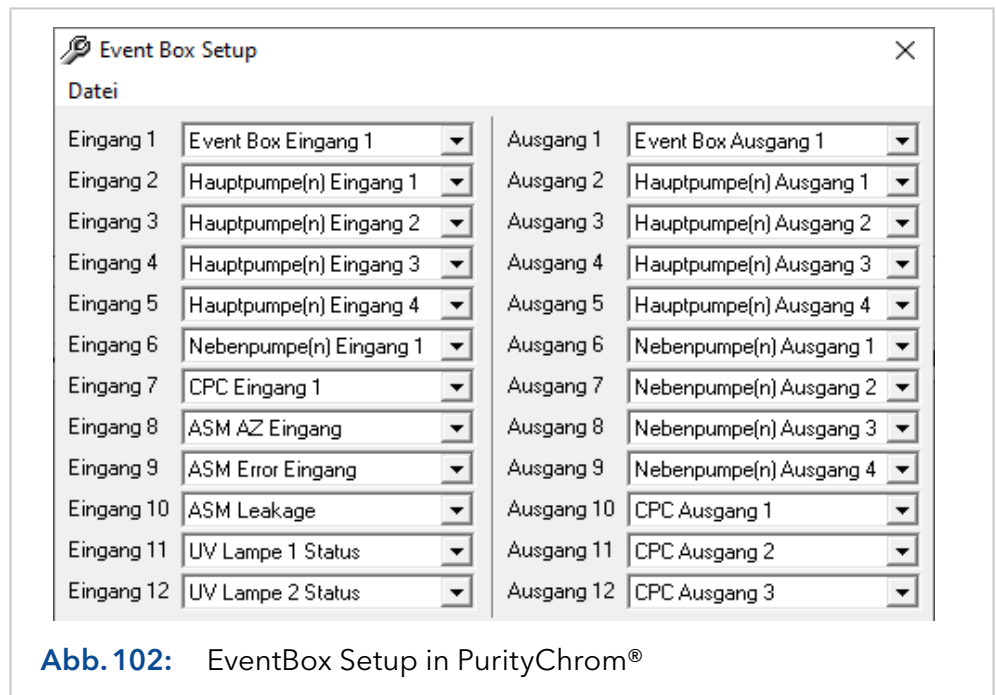 Event Box Setup
Datei
Eingang 1 Event Box Eingang 1 Ausgang 1 Event Box Ausgang 1
Eingang 2 Hauptpumpe(n) Eingang 1 Ausgang 2 Hauptpumpe(n) Ausgang 1
Eingang 3 Hauptpumpe(n) Eingang 2 Ausgang 3 Hauptpumpe(n) Ausgang 2
Eingang 4 Hauptpumpe(n) Eingang 3 Ausgang 4 Hauptpumpe(n) Ausgang 3
Eingang 5 Hauptpumpe(n) Eingang 4 Ausgang 5 Hauptpumpe(n) Ausgang 4
Eingang 6 Nebenpumpe(n) Eingang 1 Ausgang 6 Nebenpumpe(n) Ausgang 1
Eingang 7 CPC Eingang 1 Ausgang 7 Nebenpumpe(n) Ausgang 2
Eingang 8 ASM AZ Eingang Ausgang 8 Nebenpumpe(n) Ausgang 3
Eingang 9 ASM Error Eingang Ausgang 9 Nebenpumpe(n) Ausgang 4
Eingang 10 ASM Leakage Ausgang 10 CPC Ausgang 1
Eingang 11 UV Lampe 1 Status Ausgang 11 CPC Ausgang 2
Eingang 12 UV Lampe 2 Status Ausgang 12 CPC Ausgang 3
Abb. 102: EventBox Setup in PurityChrom®